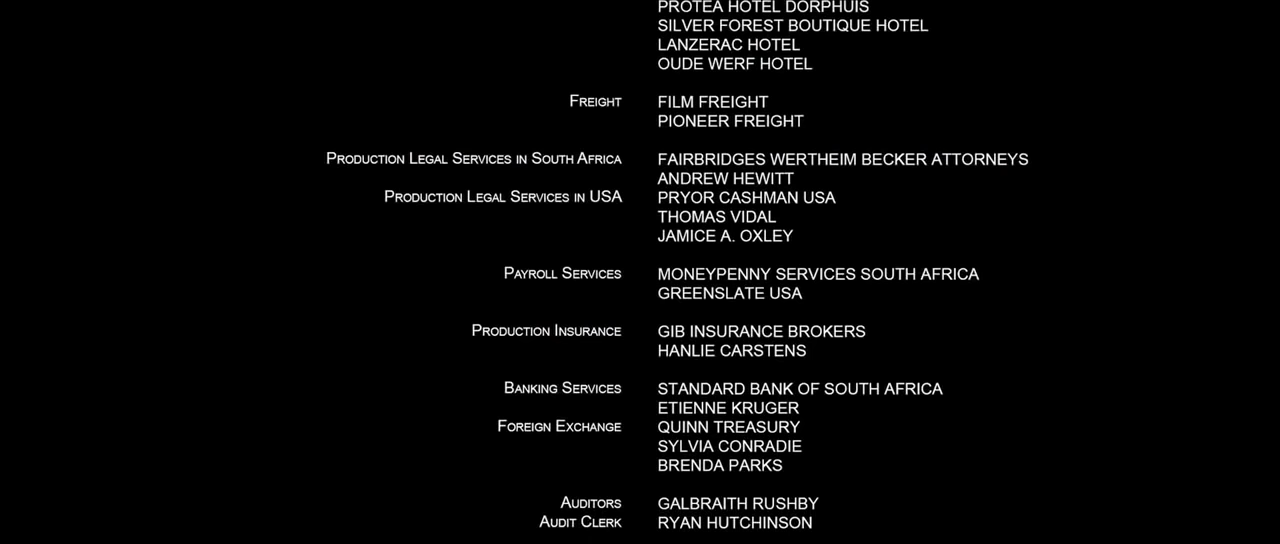 PROTEA HOTEL DORPHUIS
SILVER FOREST BOUTIQUE HOTEL
LANZERAC HOTEL
OUDE WERF HOTEL
Freight FILM FREIGHT
PIONEER FREIGHT
Production Legal Services in South Africa FAIRBRIDGES WERTHEIM BECKER ATTORNEYS
ANDREW HEWITT
Production Legal Services in USA PRYOR CASHMAN USA
THOMAS VIDAL
JAMICE A. OXLEY
Payroll Services MONEYPENNY SERVICES SOUTH AFRICA
GREENSLATE USA
Production Insurance GIB INSURANCE BROKERS
HANLIE CARSTENS
Banking Services STANDARD BANK OF SOUTH AFRICA
ETIENNE KRUGER
Foreign Exchange QUINN TREASURY
SYLVIA CONRADIE
BRENDA PARKS
Auditors GALBRAITH RUSHBY
Audit Clerk RYAN HUTCHINSON